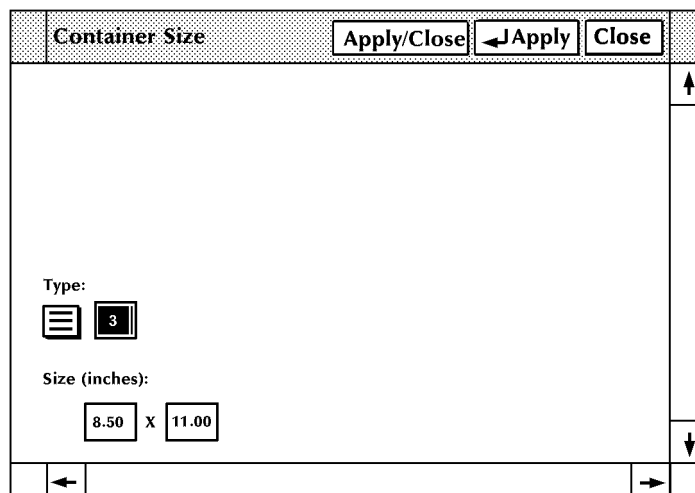 Container Size Apply/Close Apply Close
Type:
3
Size (inches):
8.50 X 11.00